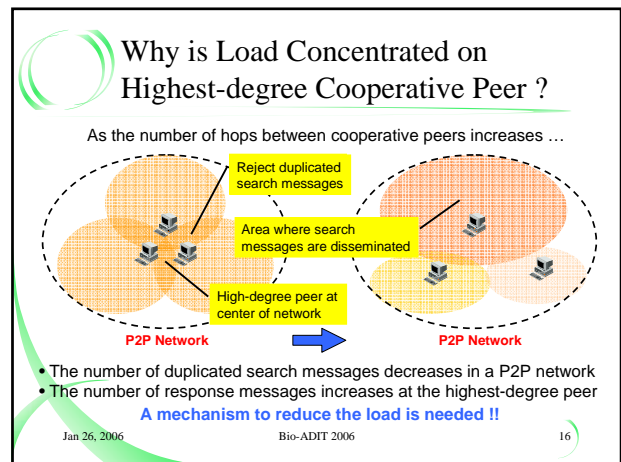 Why is Load Concentrated on
Highest-degree Cooperative Peer ?
As the number of hops between cooperative peers increases …
Reject duplicated
search messages
Area where search
messages are disseminated
High-degree peer at
center of network
P2P Network
P2P Network
• The number of duplicated search messages decreases in a P2P network
• The number of response messages increases at the highest-degree peer
A mechanism to reduce the load is needed !!
Jan 26, 2006
Bio-ADIT 2006
16